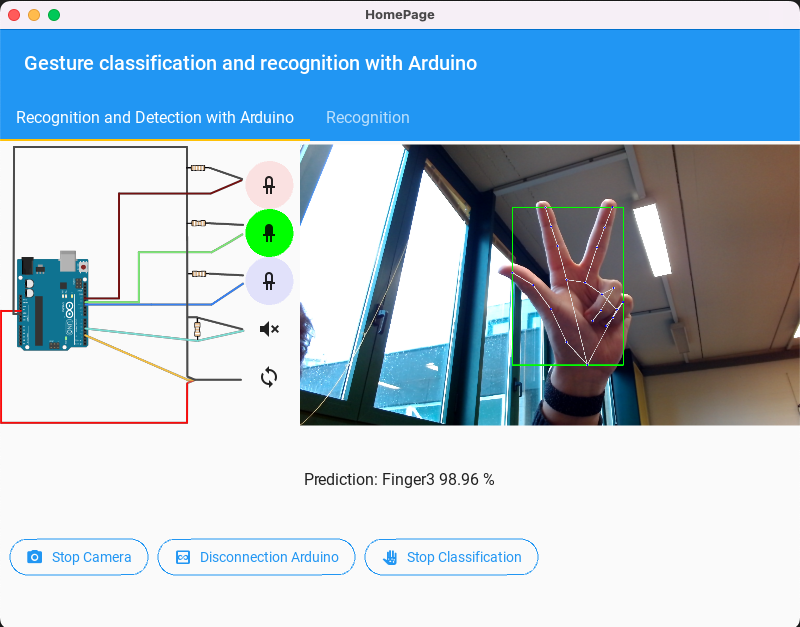 HomePage
Gesture classification and recognition with Arduino
Recognition and Detection with Arduino
Recognition
Prediction: Finger3 98.96 %
Stop Camera
Disconnection Arduino
Stop Classification